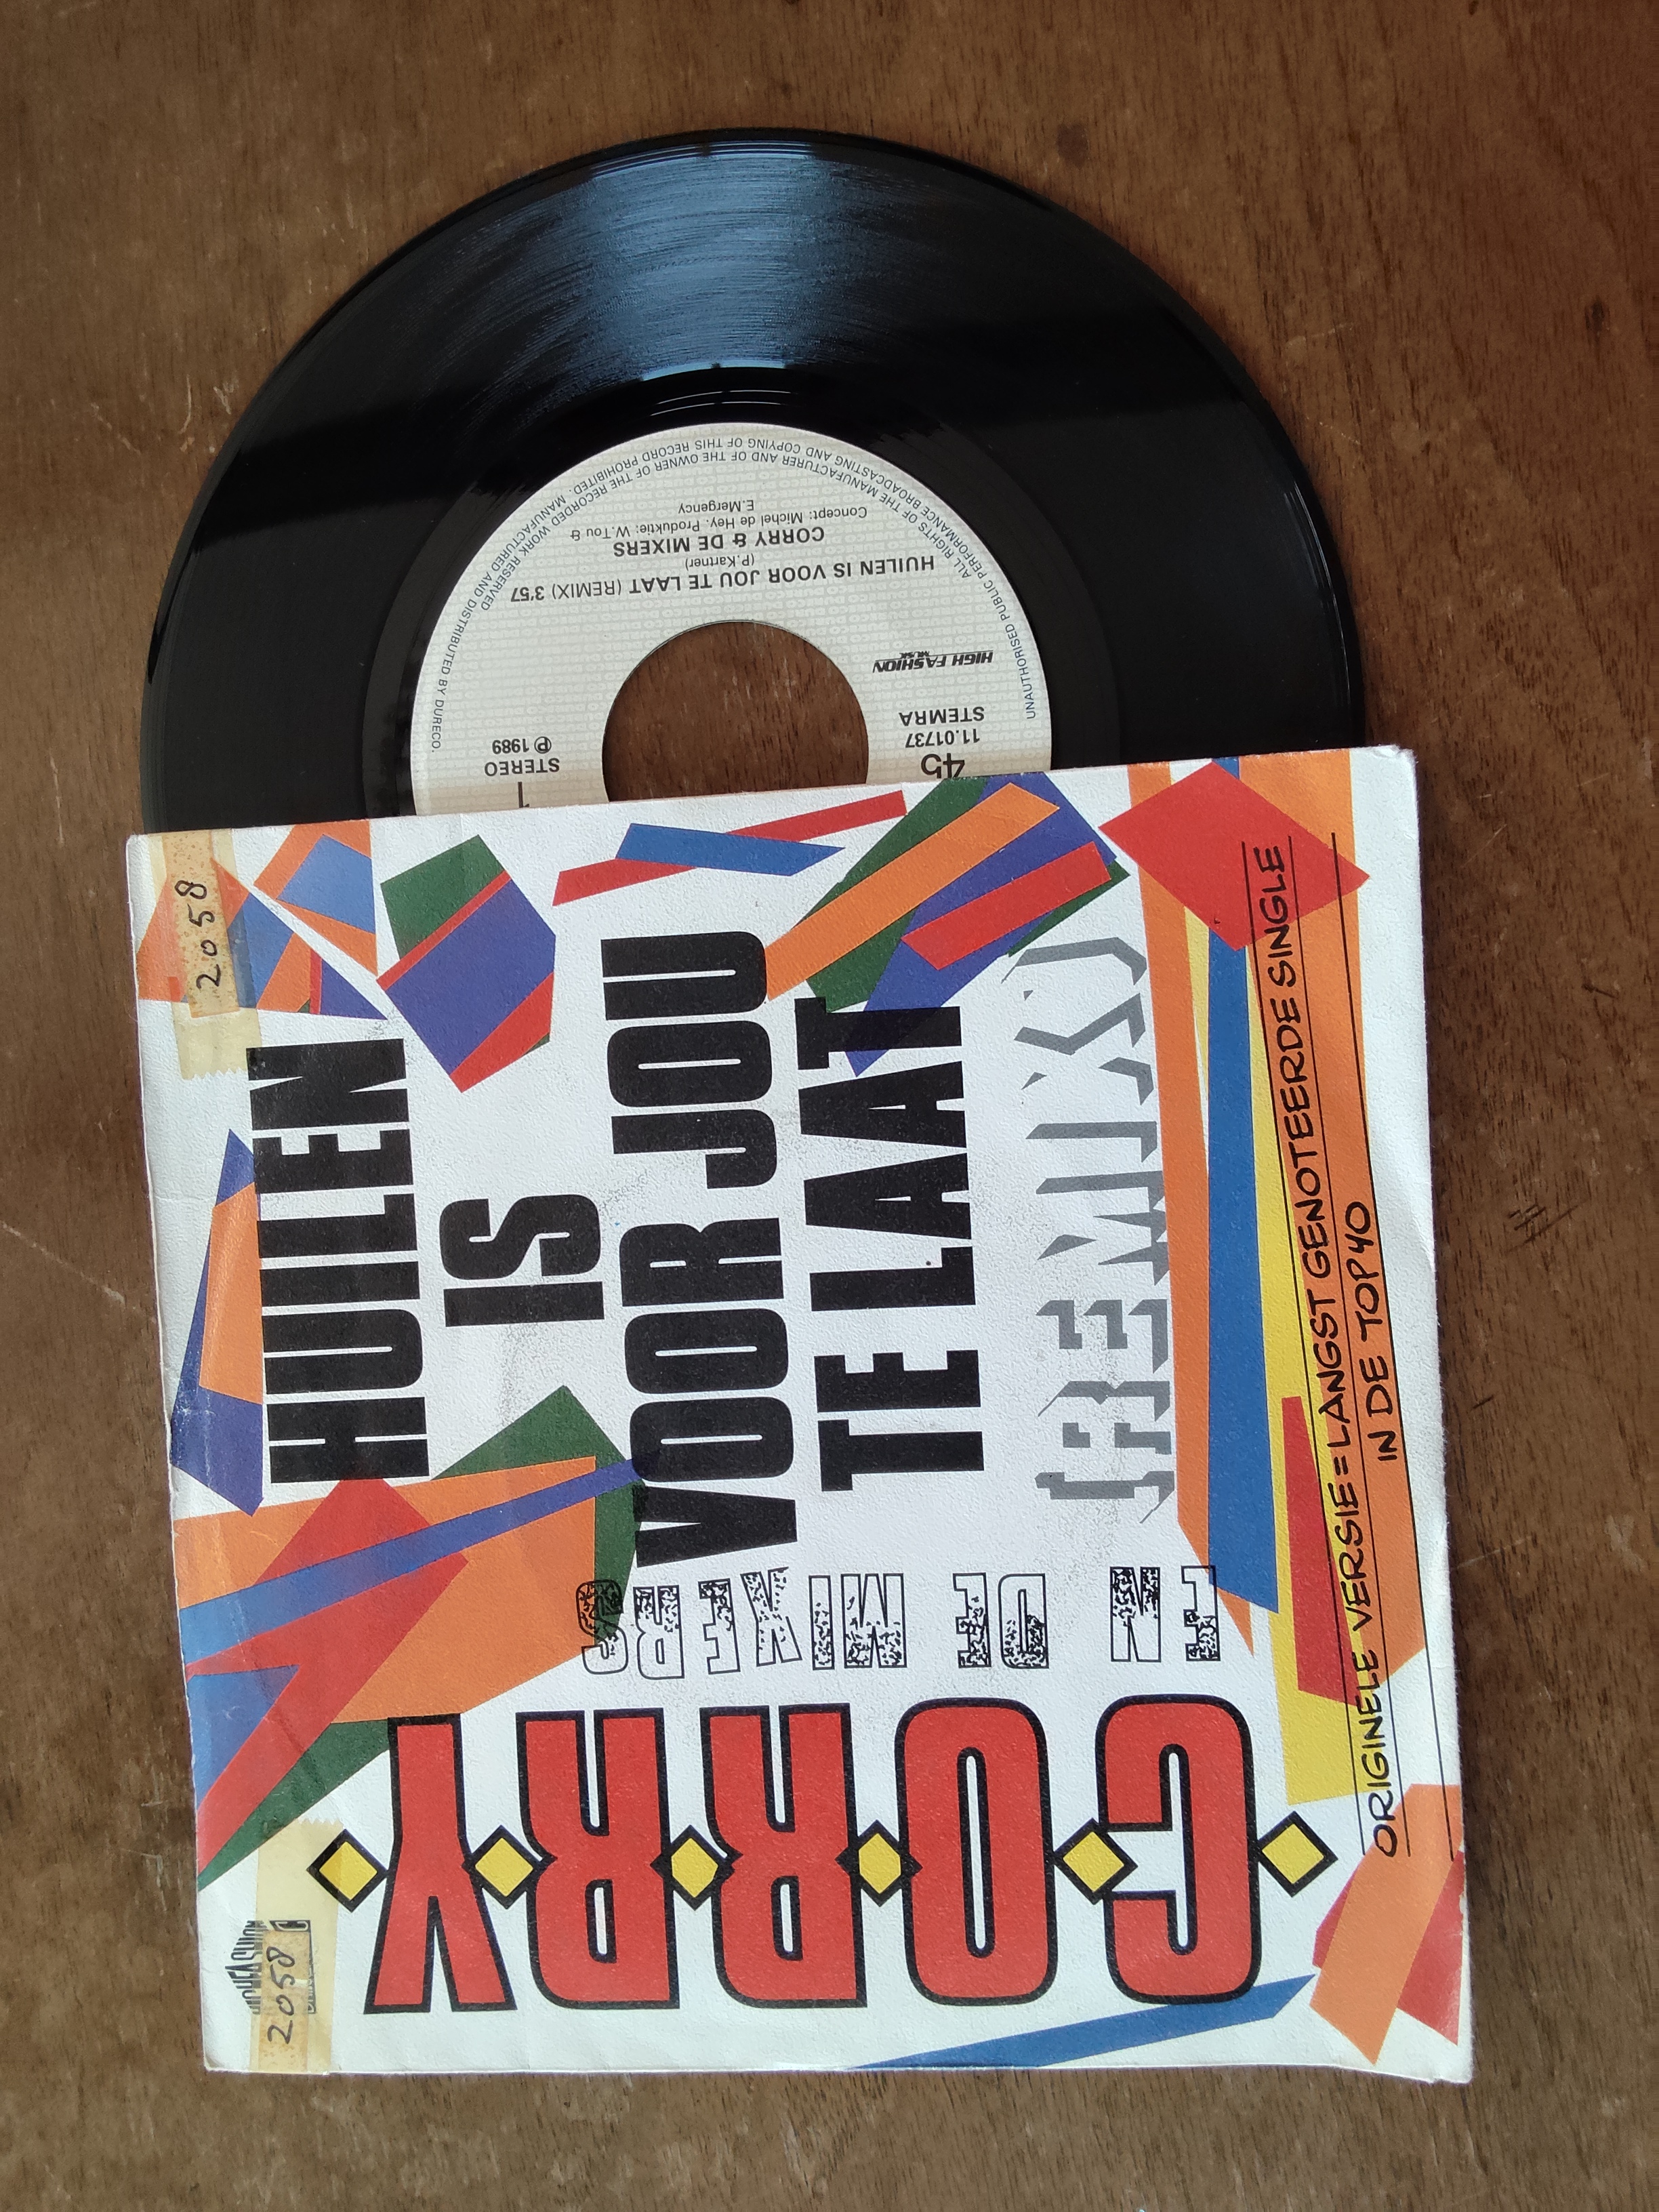 C·O·R·R·Y
EN DE MIXERS
HUILEN
IS
VOOR JOU
TE LAAT
(REMIX)
ORIGINELE VERSIE = LANGST GENOTEERDE SINGLE
IN DE TOP 40
2058
2058
45
11.01737
STEMRA
HIGH FASHION
MUSIC
1
STEREO
℗ 1989
HUILEN IS VOOR JOU TE LAAT (REMIX) 3'57
(P.Kartner)
CORRY & DE MIXERS
Concept: Michel de Hey. Produktie: W.Tou &
E.Mergency
ALL RIGHTS OF THE MANUFACTURER AND OF THE OWNER OF THE RECORDED WORK RESERVED
UNAUTHORISED PUBLIC PERFORMANCE BROADCASTING AND COPYING OF THIS RECORD PROHIBITED. MANUFACTURED AND DISTRIBUTED BY DURECO.